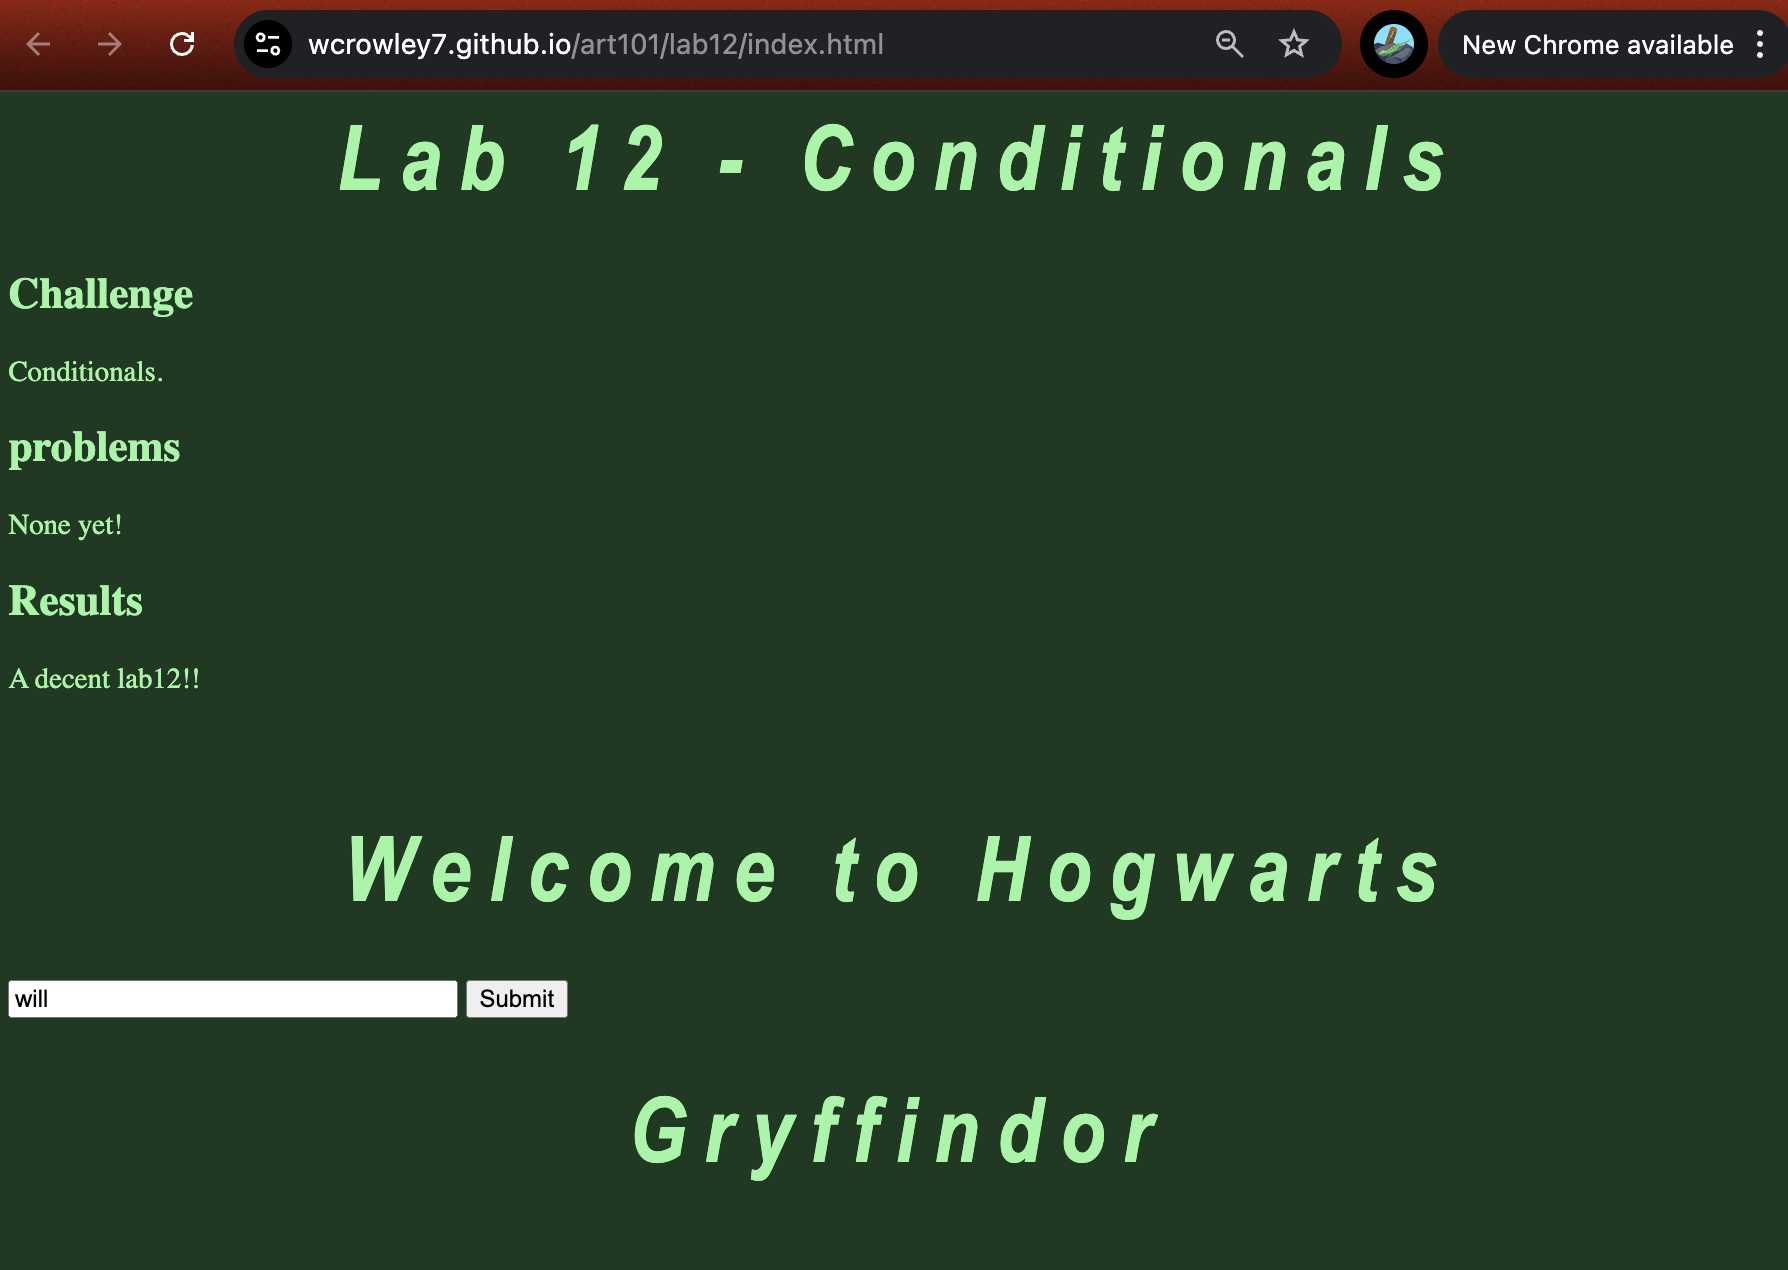 wcrowley7.github.io/art101/lab12/index.html
New Chrome available
Lab 12 - Conditionals
Challenge
Conditionals.
problems
None yet!
Results
A decent lab12!!
Welcome to Hogwarts
will Submit
Gryffindor